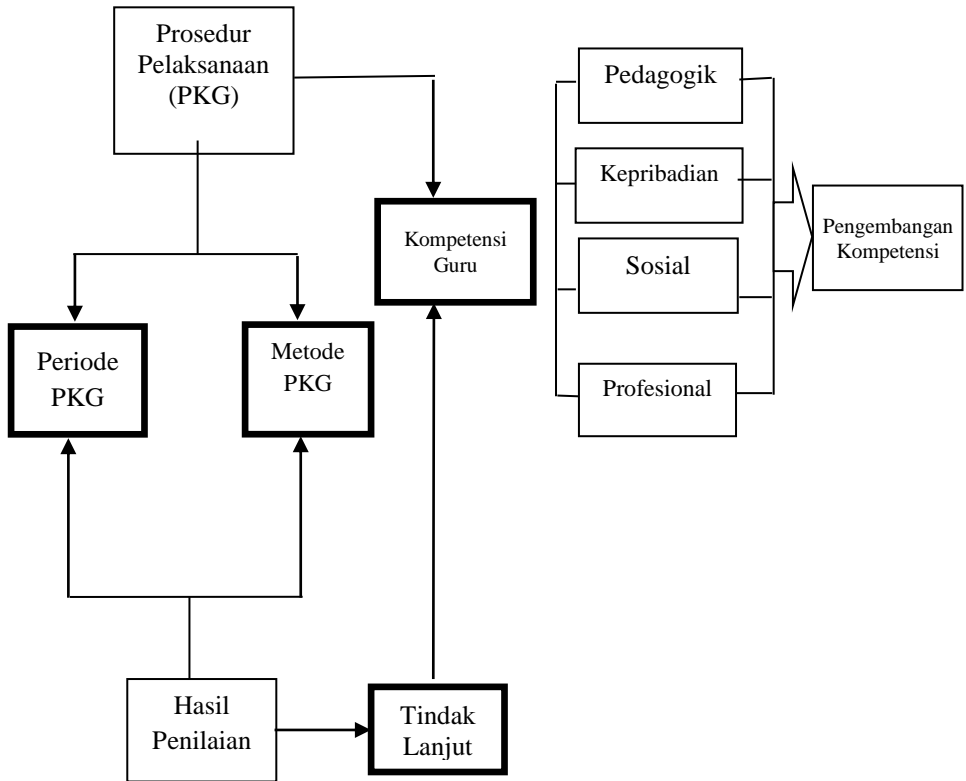 Prosedur
Pelaksanaan
(PKG)
Pedagogik
Kepribadian
Kompetensi
Guru
Sosial
Pengembangan
Kompetensi
Periode
PKG
Metode
PKG
Profesional
Hasil
Penilaian
Tindak
Lanjut